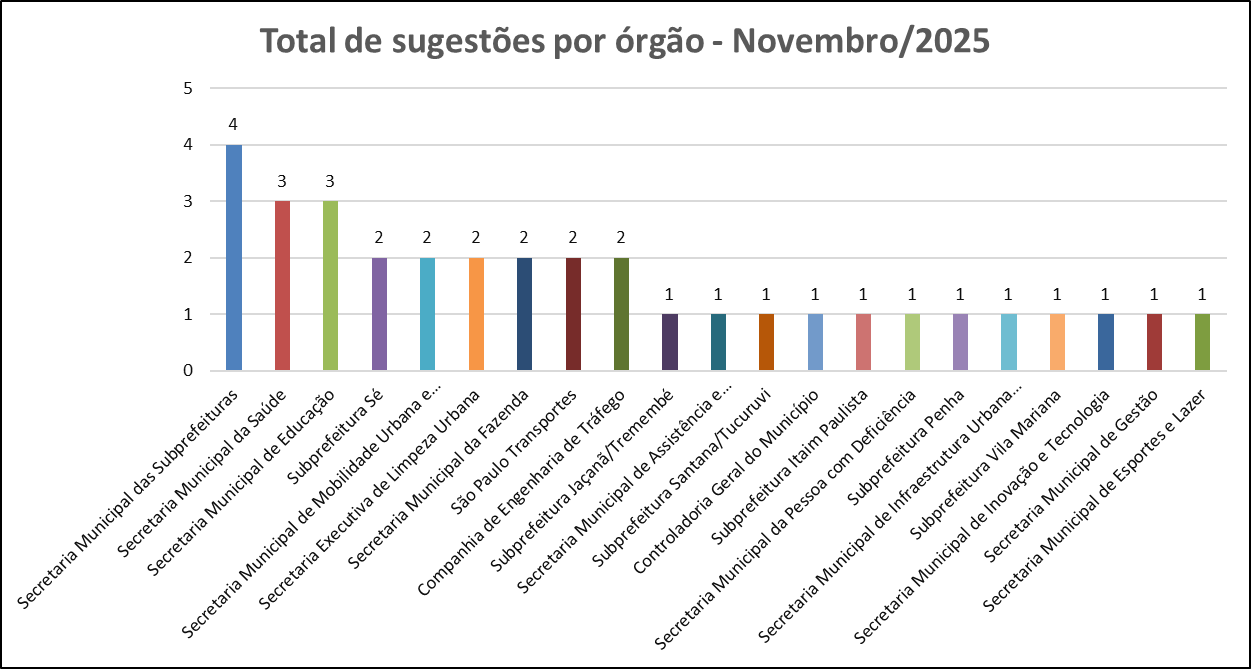 Total de sugestões por órgão - Novembro/2025
5
4
3
2
1
0
4
3
3
2
2
2
2
2
2
1
1
1
1
1
1
1
1
1
1
1
1
Secretaria Municipal das Subprefeituras
Secretaria Municipal da Saúde
Secretaria Municipal de Educação
Subprefeitura Sé
Secretaria Municipal de Mobilidade Urbana e...
Secretaria Executiva de Limpeza Urbana
Secretaria Municipal da Fazenda
São Paulo Transportes
Companhia de Engenharia de Tráfego
Subprefeitura Jaçanã/Tremembé
Secretaria Municipal de Assistência e...
Subprefeitura Santana/Tucuruvi
Controladoria Geral do Município
Subprefeitura Itaim Paulista
Secretaria Municipal da Pessoa com Deficiência
Subprefeitura Penha
Secretaria Municipal de Infraestrutura Urbana...
Subprefeitura Vila Mariana
Secretaria Municipal de Inovação e Tecnologia
Secretaria Municipal de Gestão
Secretaria Municipal de Esportes e Lazer